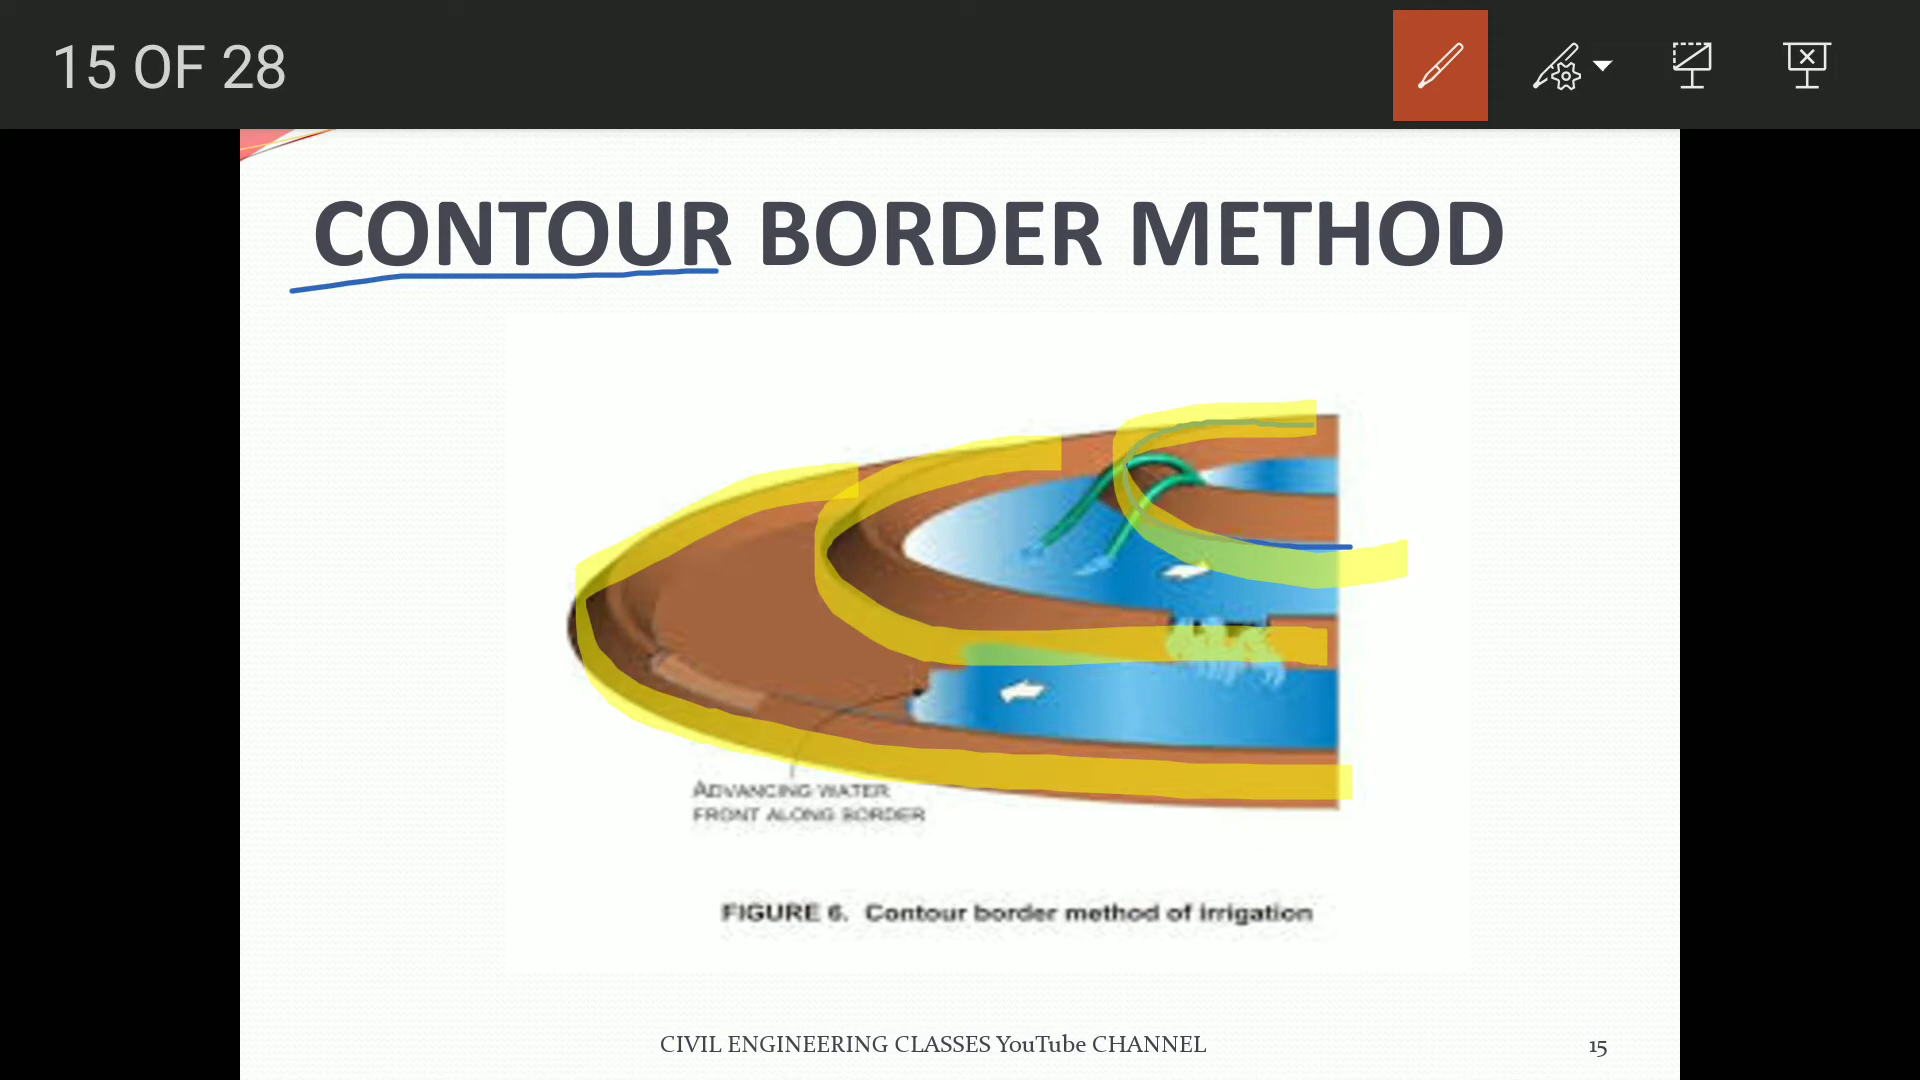 15 OF 28
CONTOUR BORDER METHOD
ADVANCING WATER
FRONT ALONG BORDER
FIGURE 6. Contour border method of irrigation
CIVIL ENGINEERING CLASSES YouTube CHANNEL
15